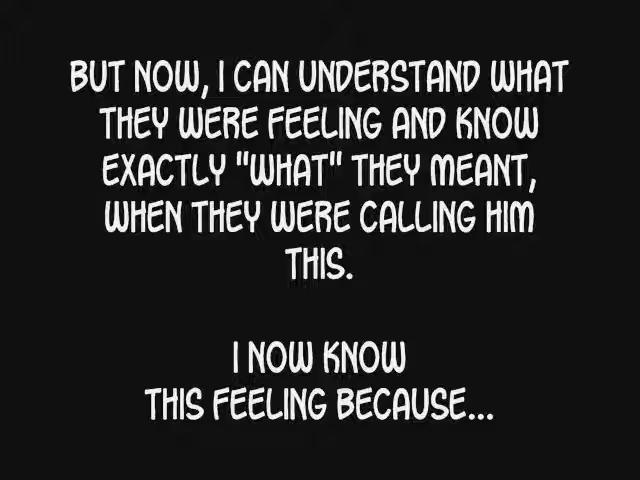 BUT NOW, I CAN UNDERSTAND WHAT
THEY WERE FEELING AND KNOW
EXACTLY "WHAT" THEY MEANT,
WHEN THEY WERE CALLING HIM
THIS.
I NOW KNOW
THIS FEELING BECAUSE...